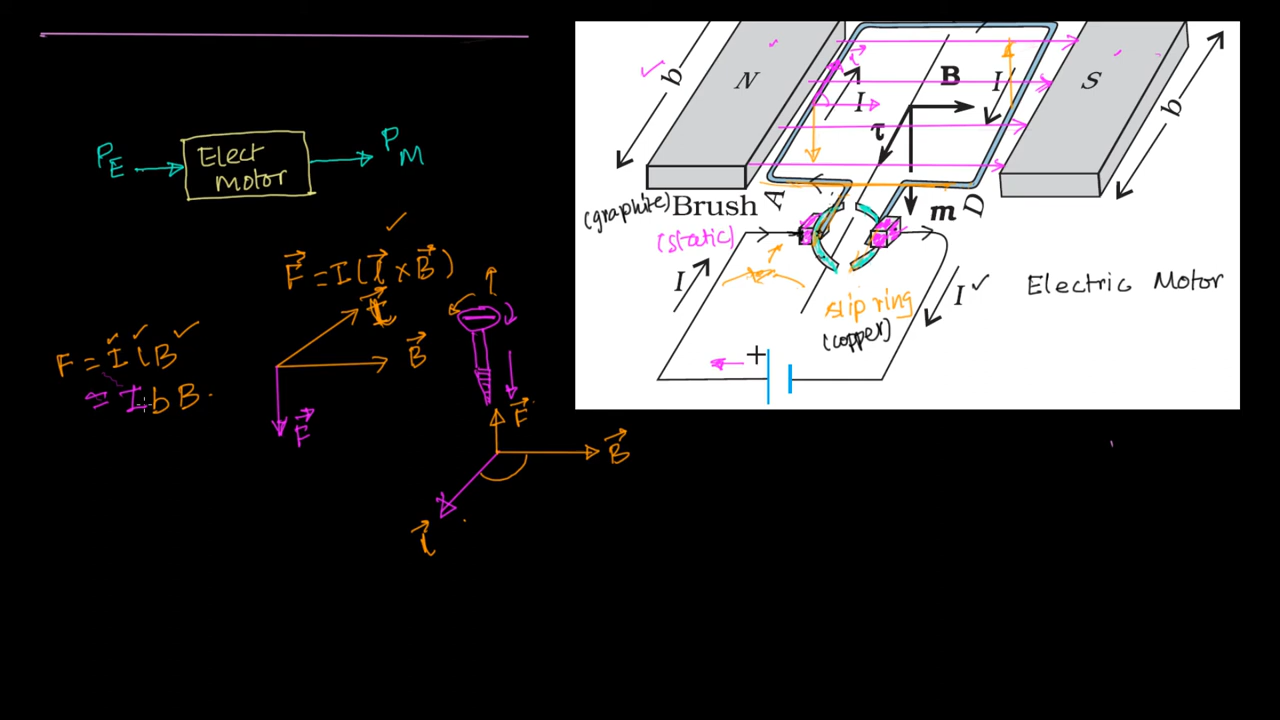 P_E → Elect motor → P_M
F⃗ = I(l⃗ × B⃗)
l⃗
B⃗
F⃗
F = I l B
= I b B.
F⃗
B⃗
l⃗
b
N
I
l⃗
B
τ
I
S
b
A
m
D
(graphite) Brush
(static)
I
slip ring
(copper)
I ✓
Electric Motor
+